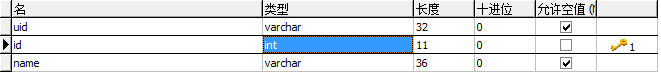 名 类型 长度 十进位 允许空值 (
uid varchar 32 0
id int 11 0 1
name varchar 36 0